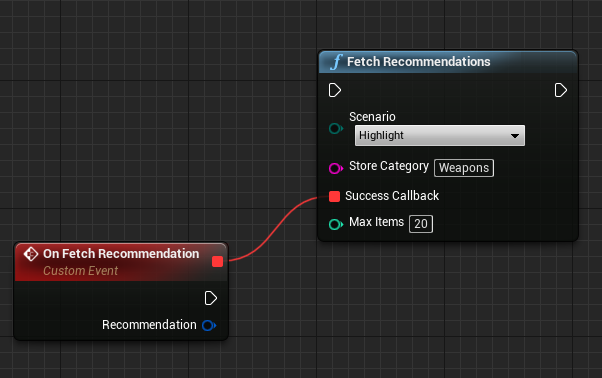 f Fetch Recommendations
Scenario
Highlight
Store Category Weapons
Success Callback
Max Items 20
On Fetch Recommendation
Custom Event
Recommendation